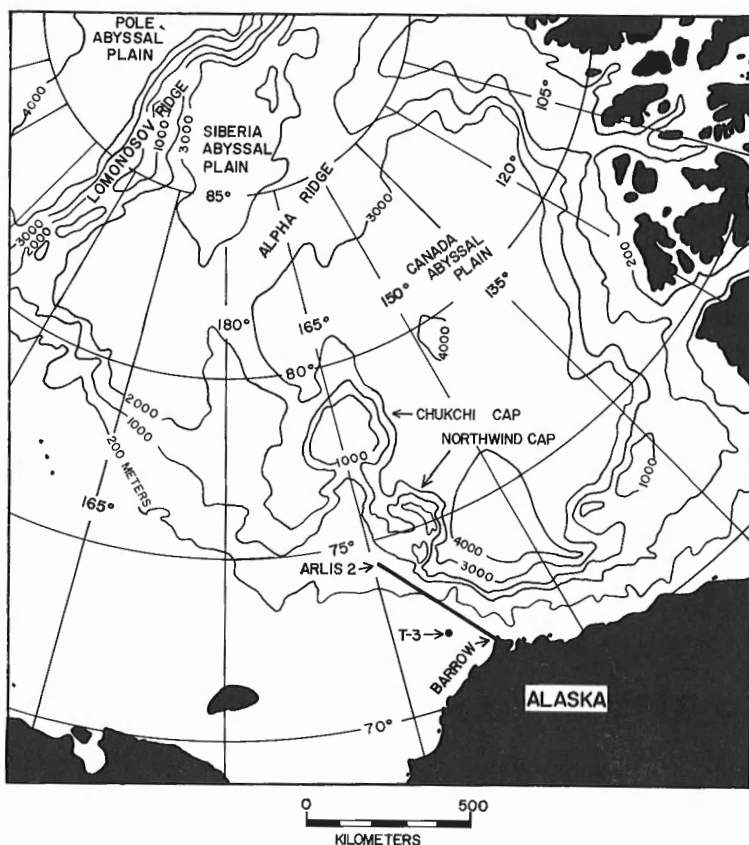 POLE
ABYSSAL
PLAIN
4000
LOMONOSOV RIDGE
1000
3000
SIBERIA
ABYSSAL
PLAIN
85°
ALPHA RIDGE
3000
105°
120°
200
3000
2000
CANADA
ABYSSAL
PLAIN
150°
135°
180°
165°
4000
80°
2000
1000
200 METERS
CHUKCHI CAP
NORTHWIND CAP
1000
1000
165°
75°
4000
3000
ARLIS 2
T-3
BARROW
ALASKA
70°
0 500
KILOMETERS